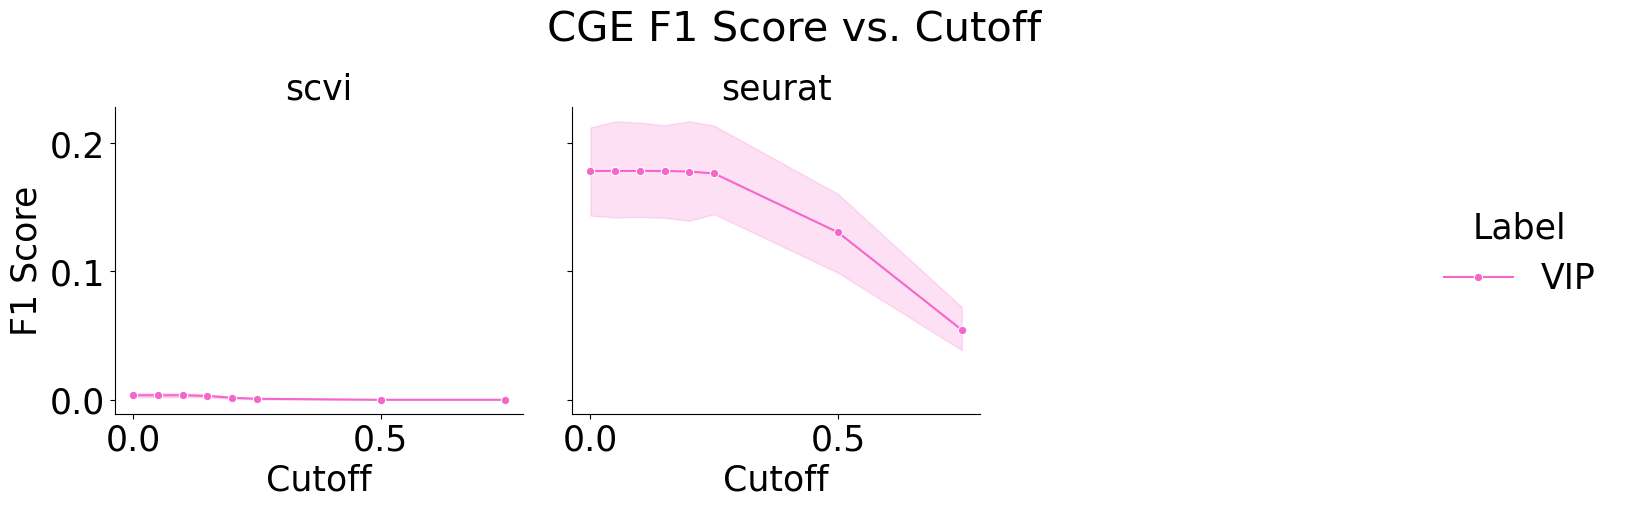 CGE F1 Score vs. Cutoff
scvi
seurat
F1 Score
0.2
0.1
0.0
0.0 0.5
0.0 0.5
Cutoff
Cutoff
Label
VIP